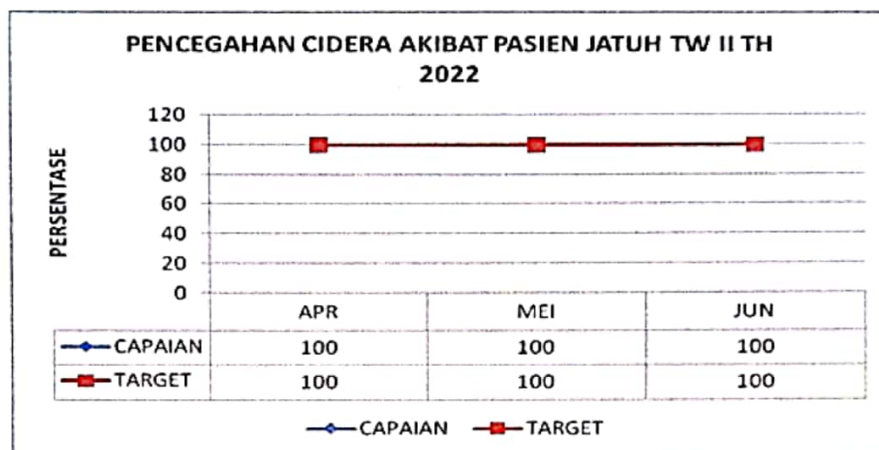 PENCEGAHAN CIDERA AKIBAT PASIEN JATUH TW II TH
2022
PERSENTASE
120
100
80
60
40
20
0
APR MEI JUN
CAPAIAN 100 100 100
TARGET 100 100 100
CAPAIAN TARGET